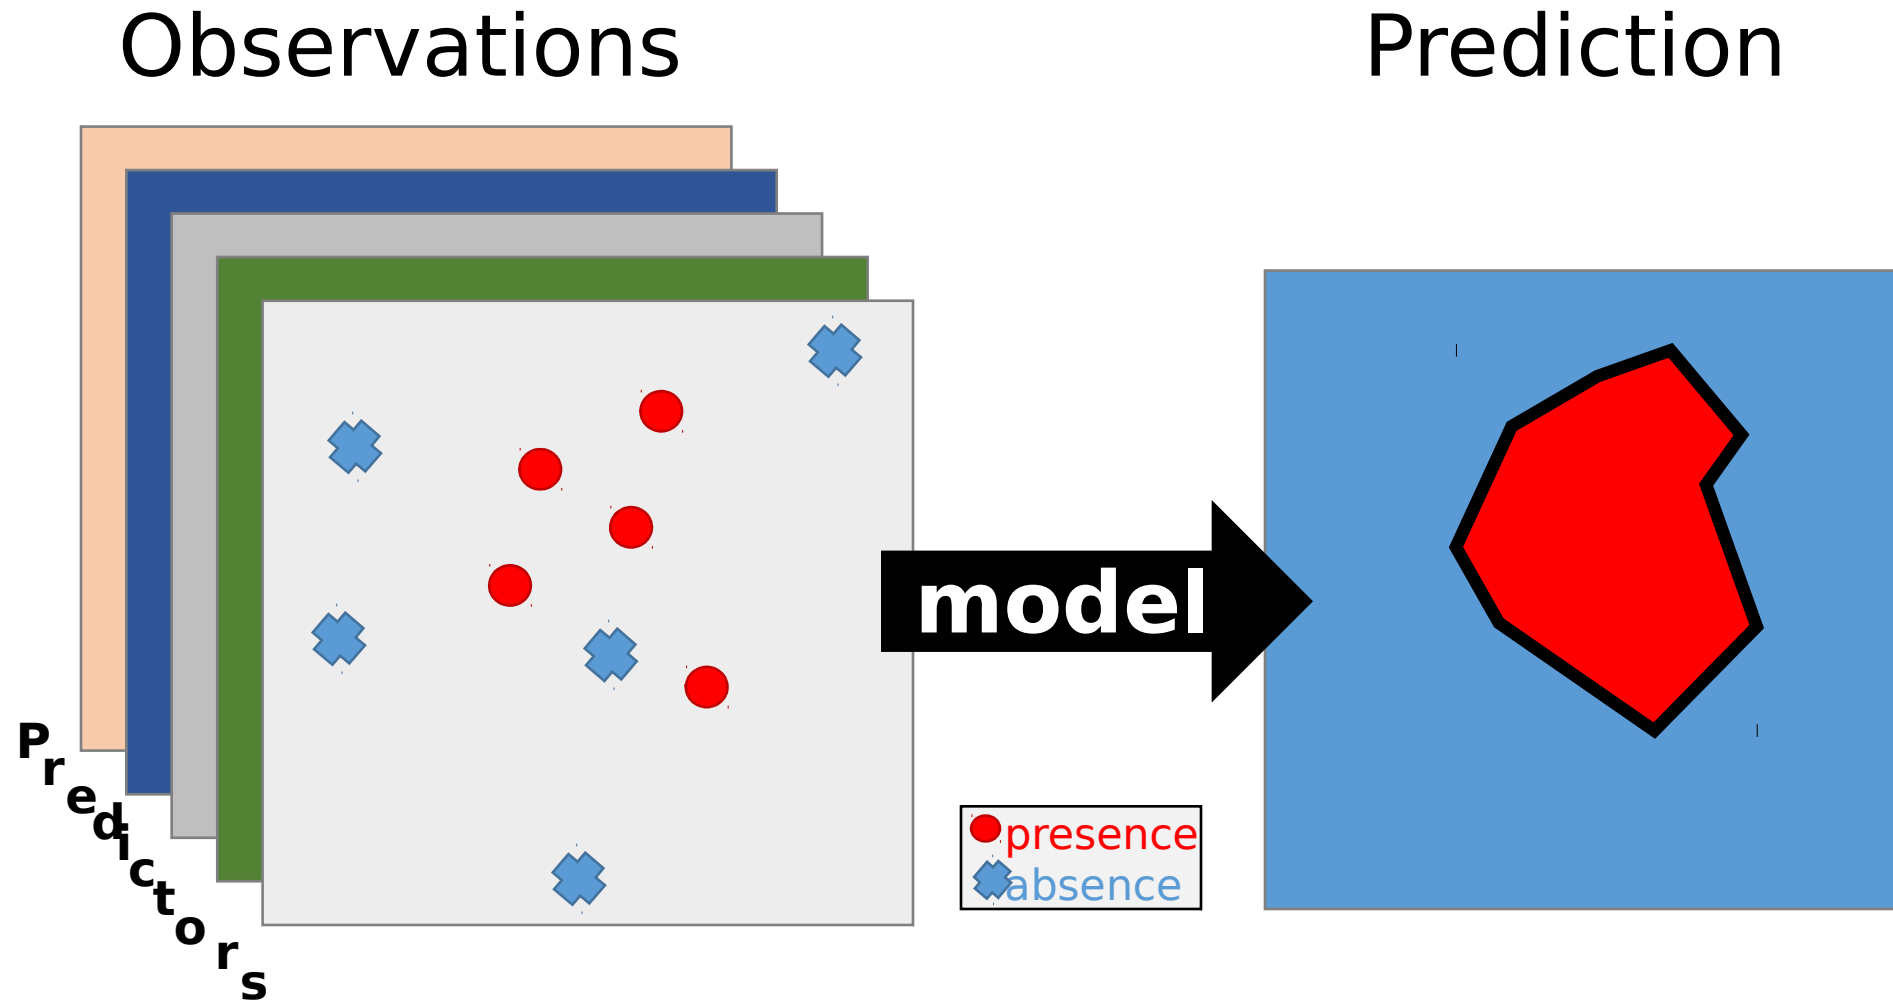 Observations
Prediction
model
Predictors
presence
absence